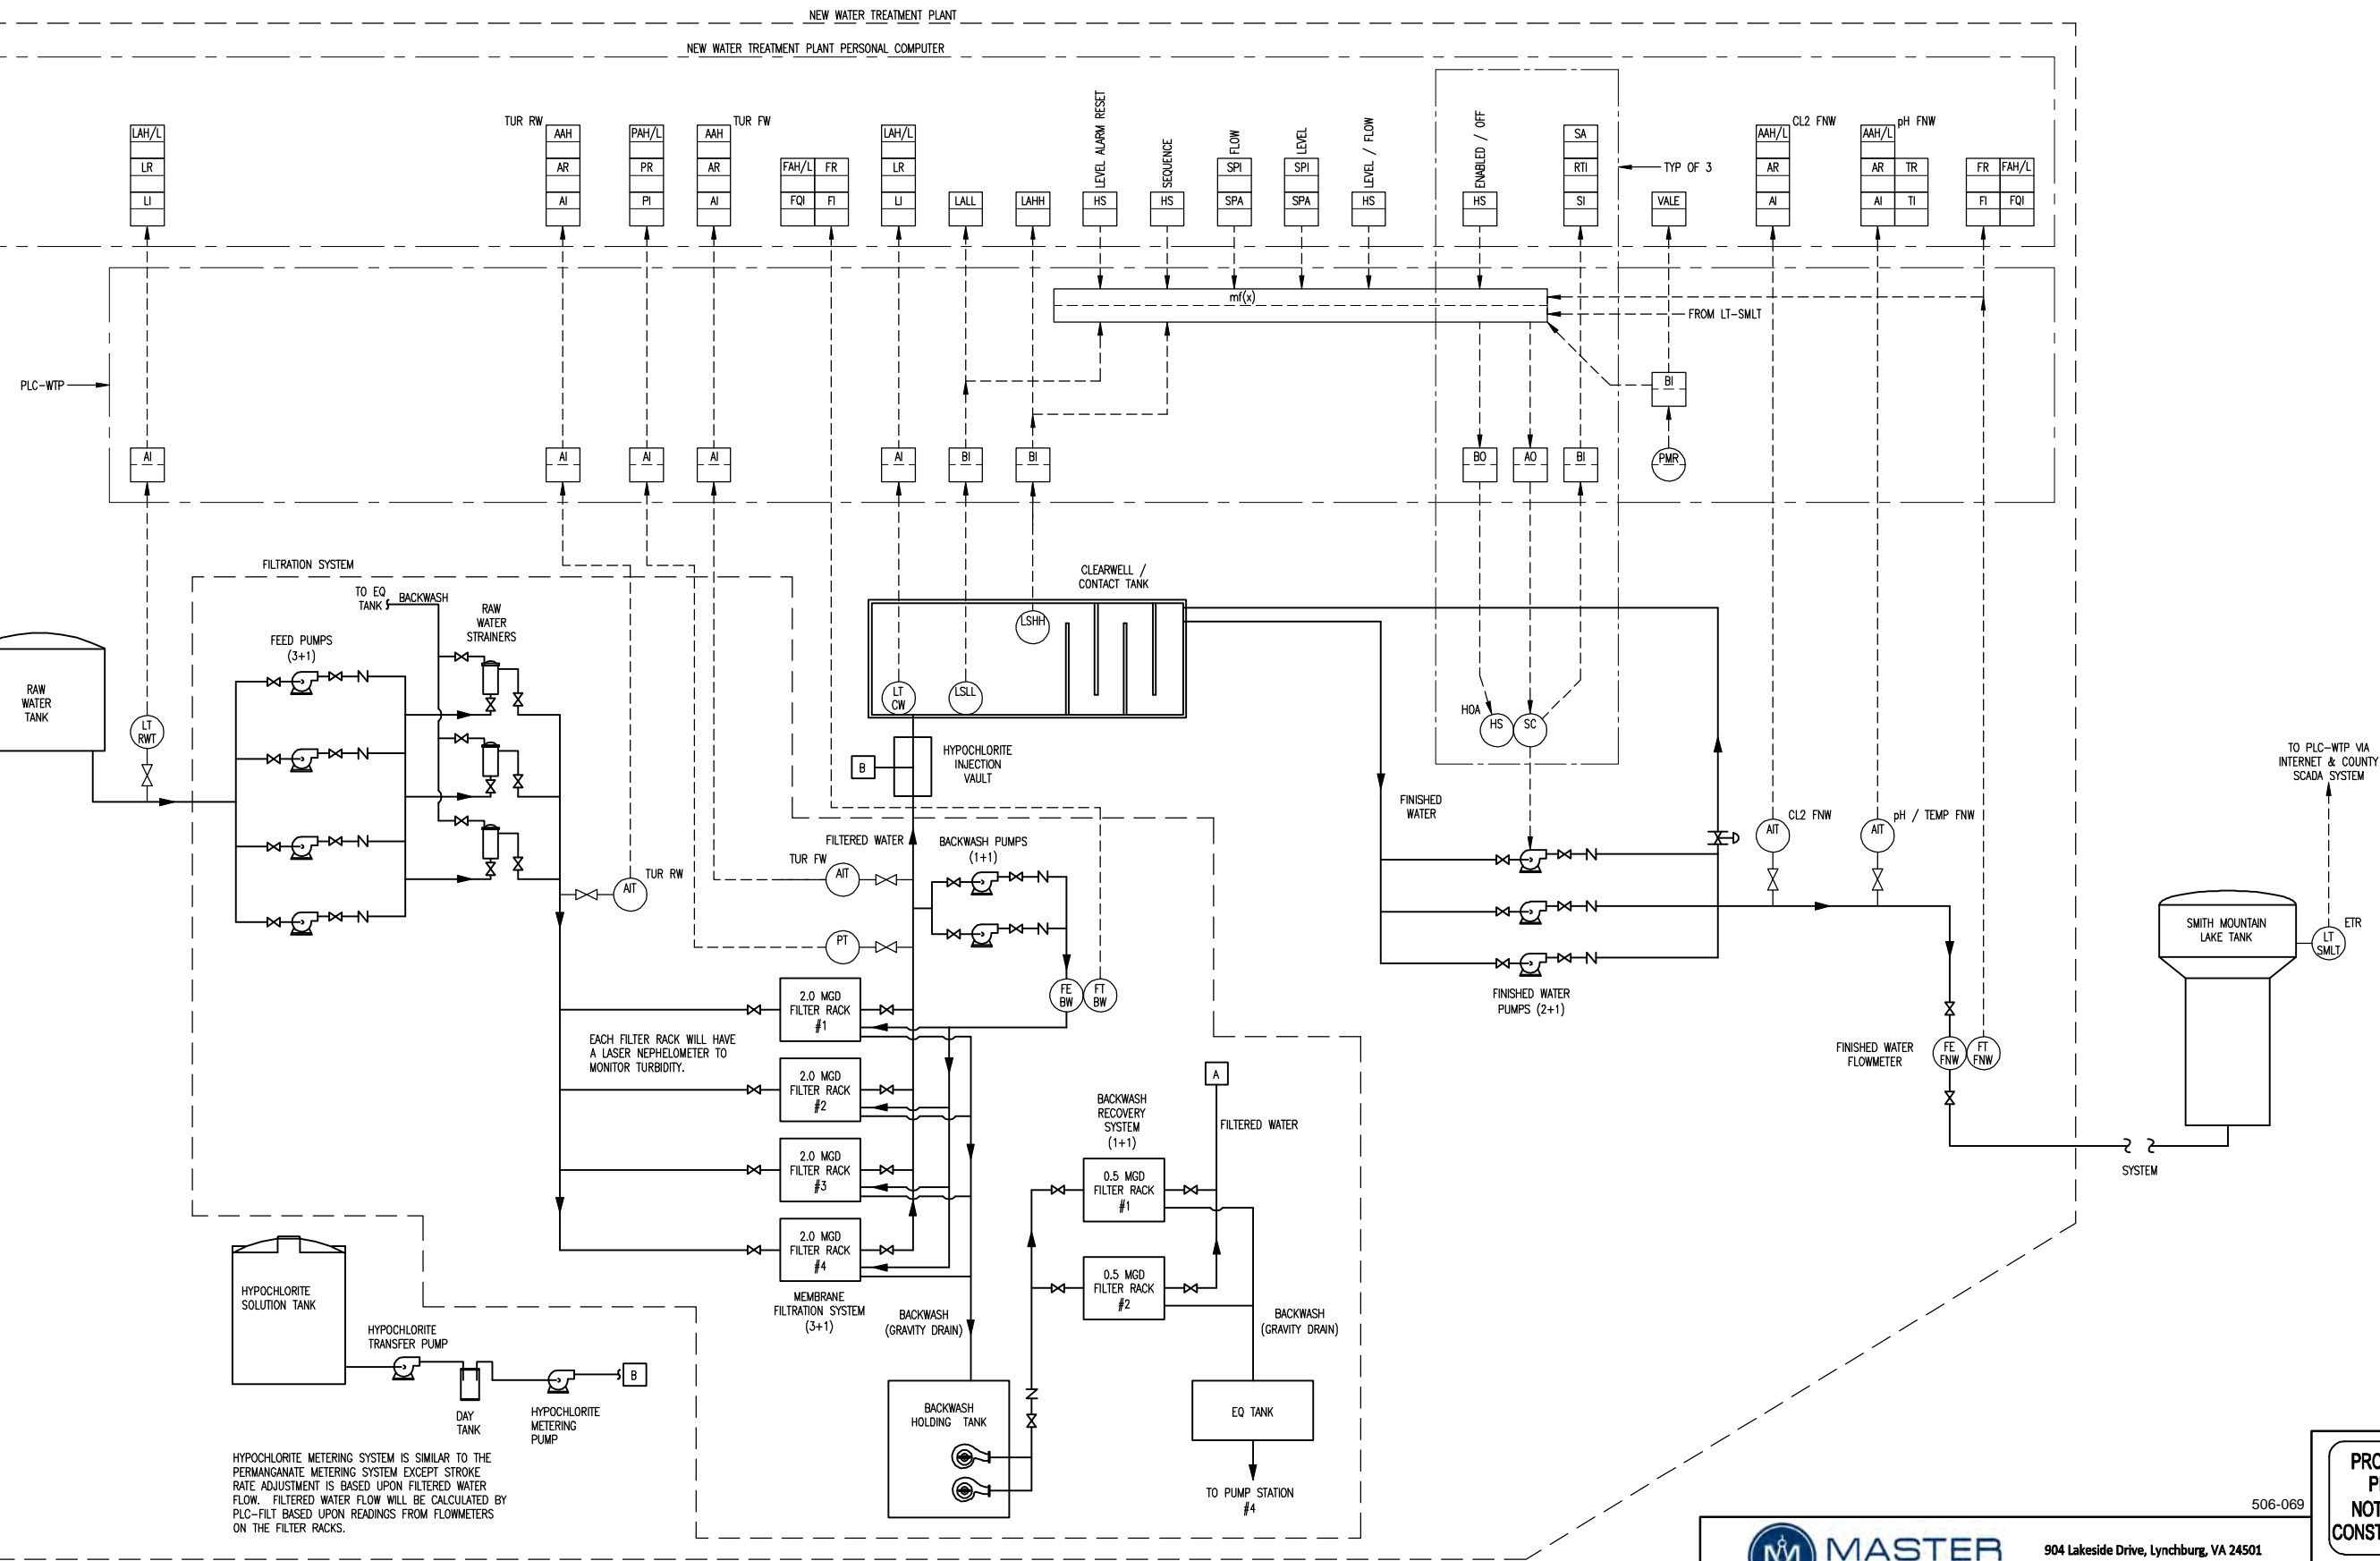 NEW WATER TREATMENT PLANT
NEW WATER TREATMENT PLANT PERSONAL COMPUTER
LAH/L
LR
LI
TUR RW
AAH
AR
AI
PAH/L
PR
PI
TUR FW
AAH
AR
AI
FAH/L FR
FQI FI
LAH/L
LR
LI
LALL
LAHH
LEVEL ALARM RESET
HS
SEQUENCE
HS
FLOW
SPI
SPA
LEVEL
SPI
SPA
LEVEL / FLOW
HS
ENABLED / OFF
HS
SA
RTI
SI
TYP OF 3
VALE
CL2 FNW
AAH/L
AR
AI
pH FNW
AAH/L
AR TR
AI TI
FR FAH/L
FI FQI
mf(x)
FROM LT-SMLT
PLC-WTP
BI
AI
AI
AI
AI
AI
BI
BI
BO
AO
BI
PMR
FILTRATION SYSTEM
TO EQ
TANK
BACKWASH
RAW
WATER
STRAINERS
FEED PUMPS
(3+1)
RAW
WATER
TANK
LT
RWT
CLEARWELL /
CONTACT TANK
LSHH
LT
CW
LSLL
HOA
HS
SC
B
HYPOCHLORITE
INJECTION
VAULT
FINISHED
WATER
TO PLC-WTP VIA
INTERNET & COUNTY
SCADA SYSTEM
FILTERED WATER
BACKWASH PUMPS
(1+1)
TUR FW
AIT
AIT
TUR RW
PT
AIT
CL2 FNW
AIT
pH / TEMP FNW
SMITH MOUNTAIN
LAKE TANK
ETR
LT
SMLT
FE
BW
FT
BW
FINISHED WATER
PUMPS (2+1)
2.0 MGD
FILTER RACK
#1
EACH FILTER RACK WILL HAVE
A LASER NEPHELOMETER TO
MONITOR TURBIDITY.
2.0 MGD
FILTER RACK
#2
2.0 MGD
FILTER RACK
#3
2.0 MGD
FILTER RACK
#4
MEMBRANE
FILTRATION SYSTEM
(3+1)
FINISHED WATER
FLOWMETER
FE
FNW
FT
FNW
A
BACKWASH
RECOVERY
SYSTEM
(1+1)
FILTERED WATER
0.5 MGD
FILTER RACK
#1
0.5 MGD
FILTER RACK
#2
SYSTEM
BACKWASH
(GRAVITY DRAIN)
BACKWASH
(GRAVITY DRAIN)
HYPOCHLORITE
SOLUTION TANK
HYPOCHLORITE
TRANSFER PUMP
DAY
TANK
HYPOCHLORITE
METERING
PUMP
B
BACKWASH
HOLDING TANK
EQ TANK
TO PUMP STATION
#4
HYPOCHLORITE METERING SYSTEM IS SIMILAR TO THE
PERMANGANATE METERING SYSTEM EXCEPT STROKE
RATE ADJUSTMENT IS BASED UPON FILTERED WATER
FLOW. FILTERED WATER FLOW WILL BE CALCULATED BY
PLC-FILT BASED UPON READINGS FROM FLOWMETERS
ON THE FILTER RACKS.
506-069
MASTER
904 Lakeside Drive, Lynchburg, VA 24501